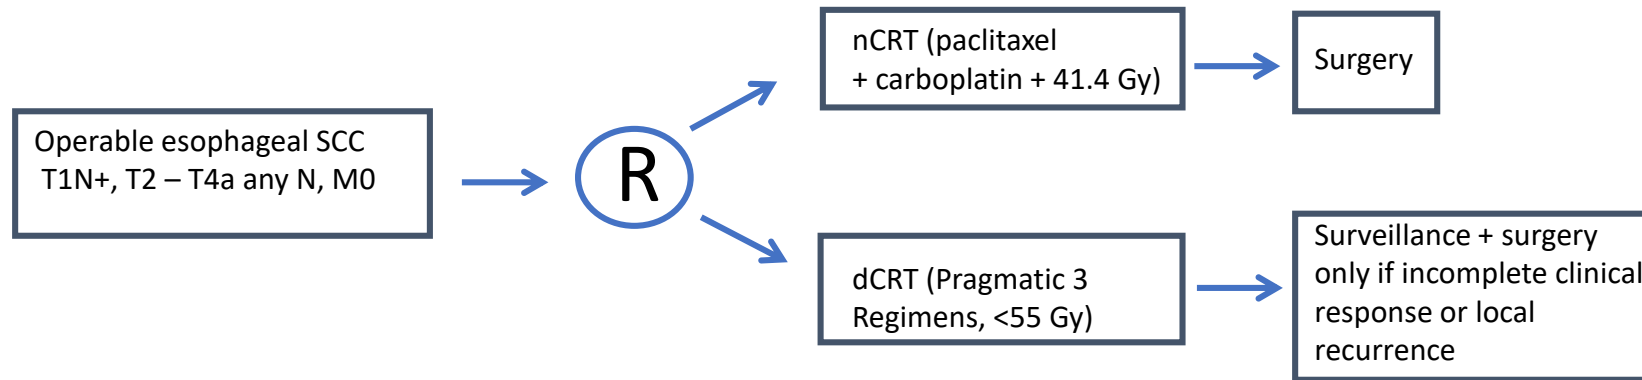 Operable esophageal SCC
T1N+, T2 – T4a any N, M0
R
nCRT (paclitaxel
+ carboplatin + 41.4 Gy)
Surgery
dCRT (Pragmatic 3
Regimens, <55 Gy)
Surveillance + surgery
only if incomplete clinical
response or local
recurrence